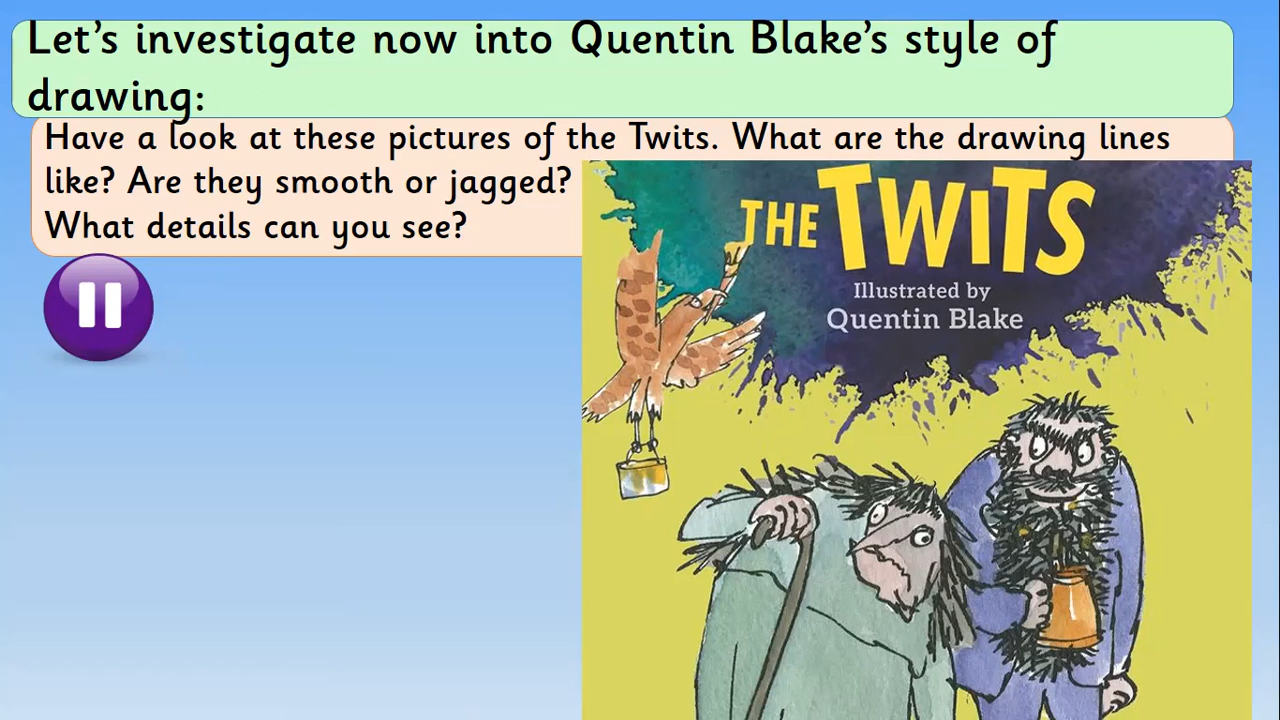 Let's investigate now into Quentin Blake's style of
drawing:
Have a look at these pictures of the Twits. What are the drawing lines
like? Are they smooth or jagged?
What details can you see?
THE TWITS
Illustrated by
Quentin Blake